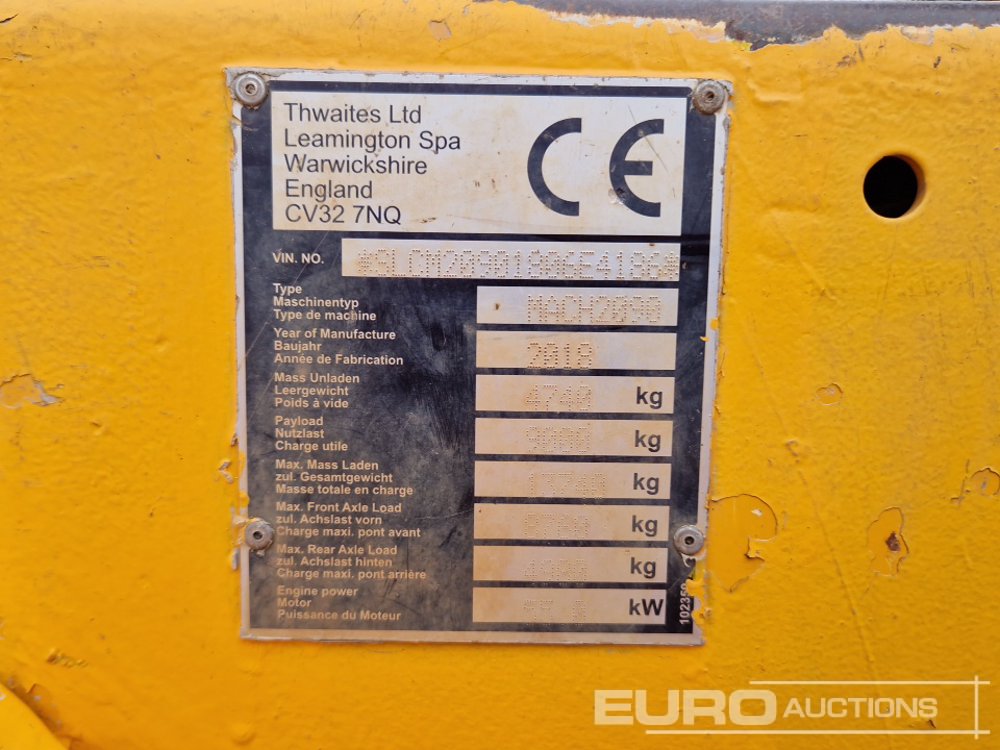 Thwaites Ltd
Leamington Spa
Warwickshire
England
CV32 7NQ
CE
VIN. NO.
Type
Maschinentyp
Type de machine
MACH2090
Year of Manufacture
Baujahr
Année de Fabrication
2018
Mass Unladen
Leergewicht
Poids à vide
4740 kg
Payload
Nutzlast
Charge utile
9000 kg
Max. Mass Laden
zul. Gesamtgewicht
Masse totale en charge
kg
Max. Front Axle Load
zul. Achslast vorn
Charge maxi. pont avant
kg
Max. Rear Axle Load
zul. Achslast hinten
Charge maxi. pont arrière
kg
Engine power
Motor
Puissance du Moteur
kW
EURO AUCTIONS